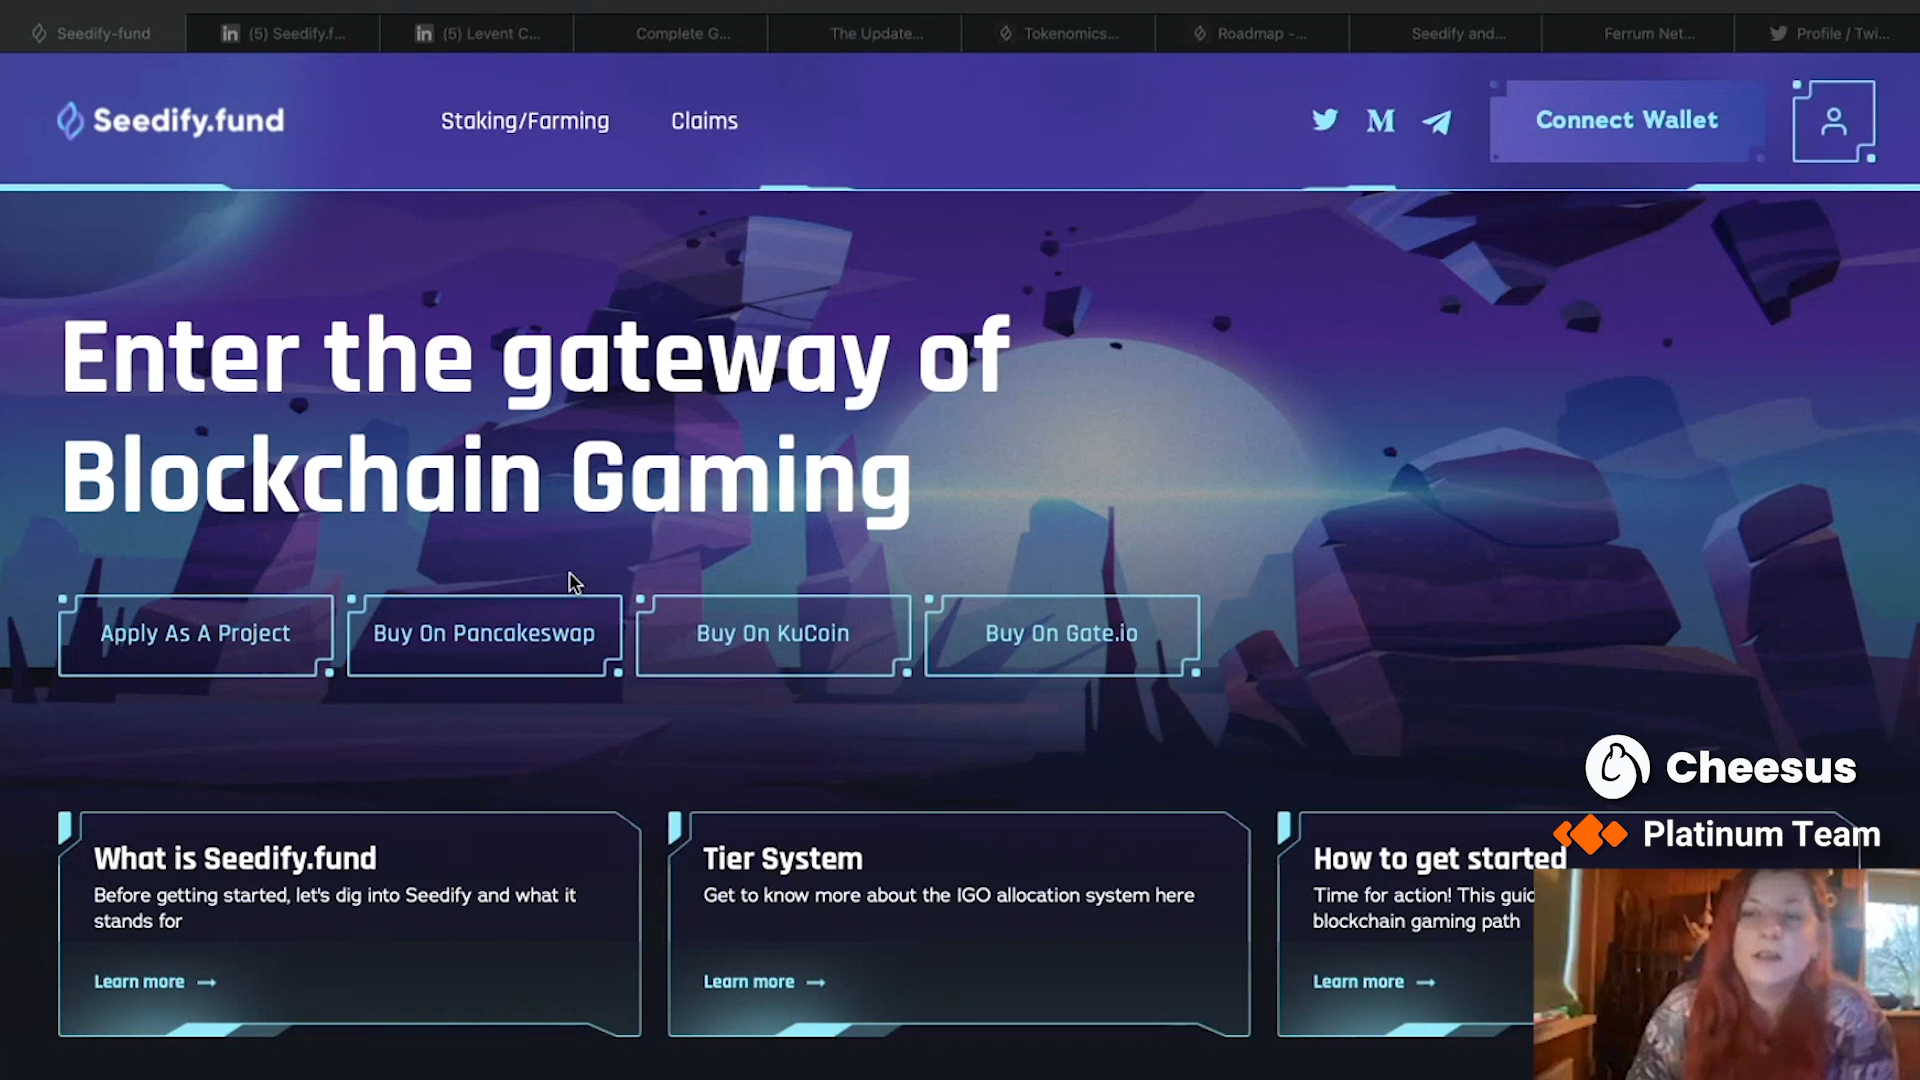 Seedify-fund
(5) Seedify.f...
(5) Levent C...
Complete G...
The Update...
Tokenomics...
Roadmap -...
Seedify and...
Ferrum Net...
Profile / Twi...
Seedify.fund
Staking/Farming
Claims
Connect Wallet
Enter the gateway of
Blockchain Gaming
Apply As A Project
Buy On Pancakeswap
Buy On KuCoin
Buy On Gate.io
Cheesus
Platinum Team
What is Seedify.fund
Before getting started, let's dig into Seedify and what it
stands for
Learn more
Tier System
Get to know more about the IGO allocation system here
Learn more
How to get started
Time for action! This guid
blockchain gaming path
Learn more